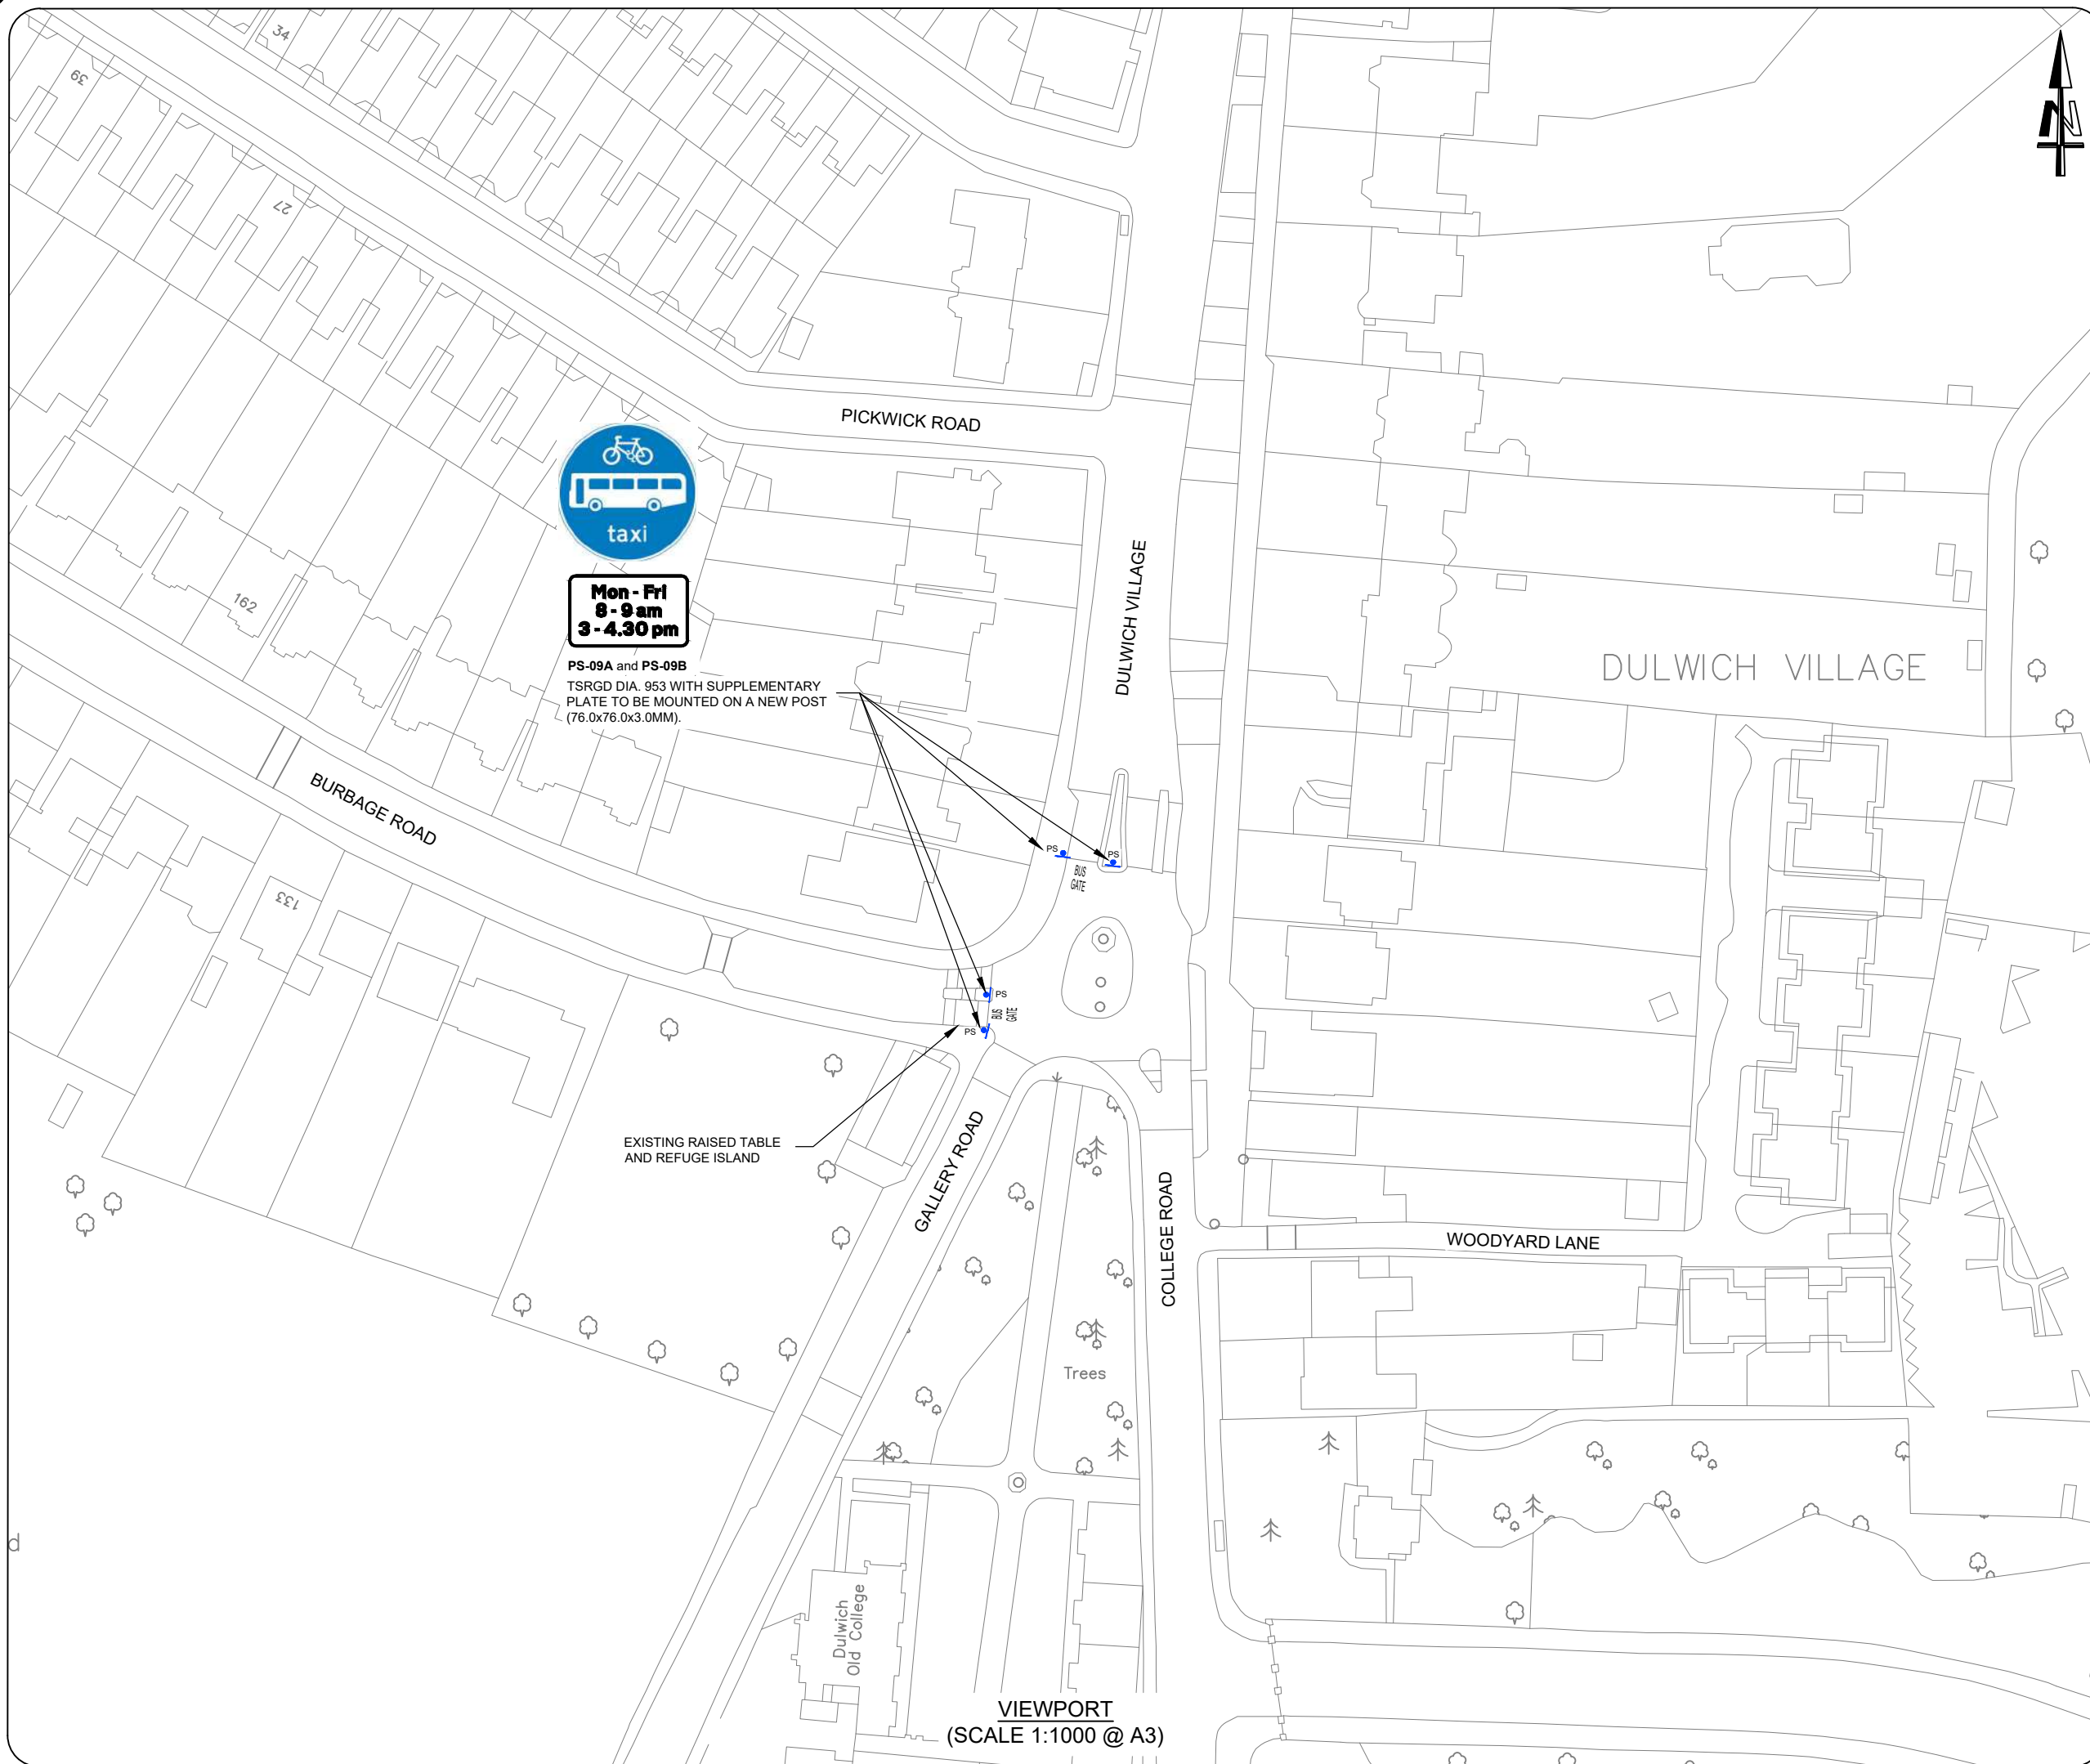 34
39
27
N
PICKWICK ROAD
taxi
Mon - Fri
8 - 9 am
3 - 4.30 pm
162
DULWICH VILLAGE
DULWICH VILLAGE
PS-09A and PS-09B
TSRGD DIA. 953 WITH SUPPLEMENTARY
PLATE TO BE MOUNTED ON A NEW POST
(76.0x76.0x3.0MM).
BURBAGE ROAD
PS
PS
BUS
GATE
133
PS
BUS
GATE
PS
EXISTING RAISED TABLE
AND REFUGE ISLAND
GALLERY ROAD
COLLEGE ROAD
WOODYARD LANE
Trees
d
Dulwich
Old College
VIEWPORT
(SCALE 1:1000 @ A3)